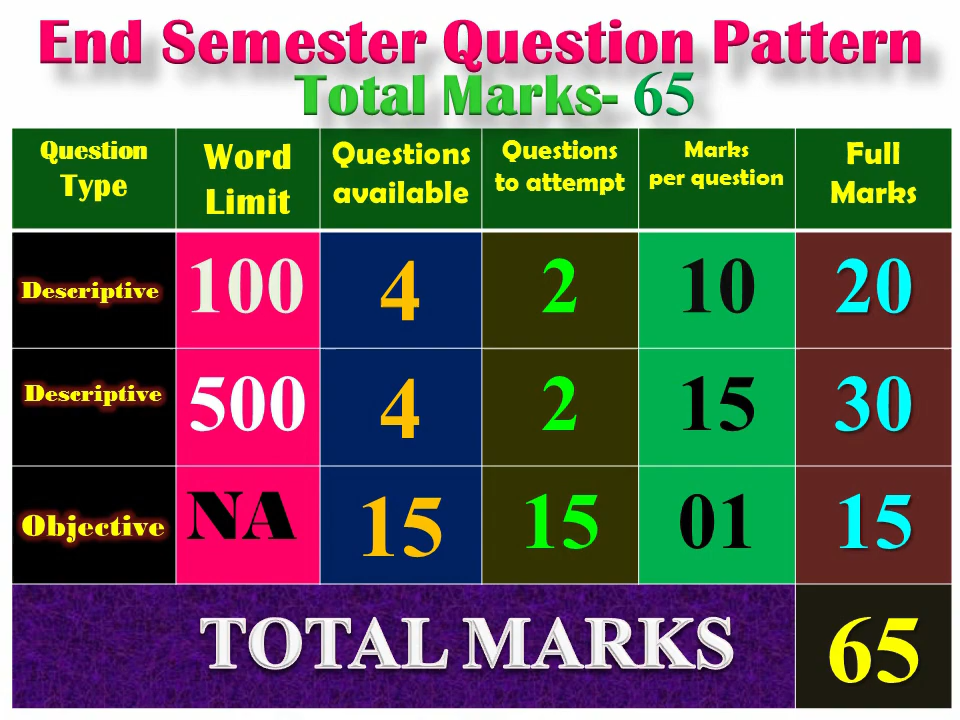 End Semester Question Pattern
Total Marks- 65
Question Type | Word Limit | Questions available | Questions to attempt | Marks per question | Full Marks
Descriptive | 100 | 4 | 2 | 10 | 20
Descriptive | 500 | 4 | 2 | 15 | 30
Objective | NA | 15 | 15 | 01 | 15
TOTAL MARKS | 65